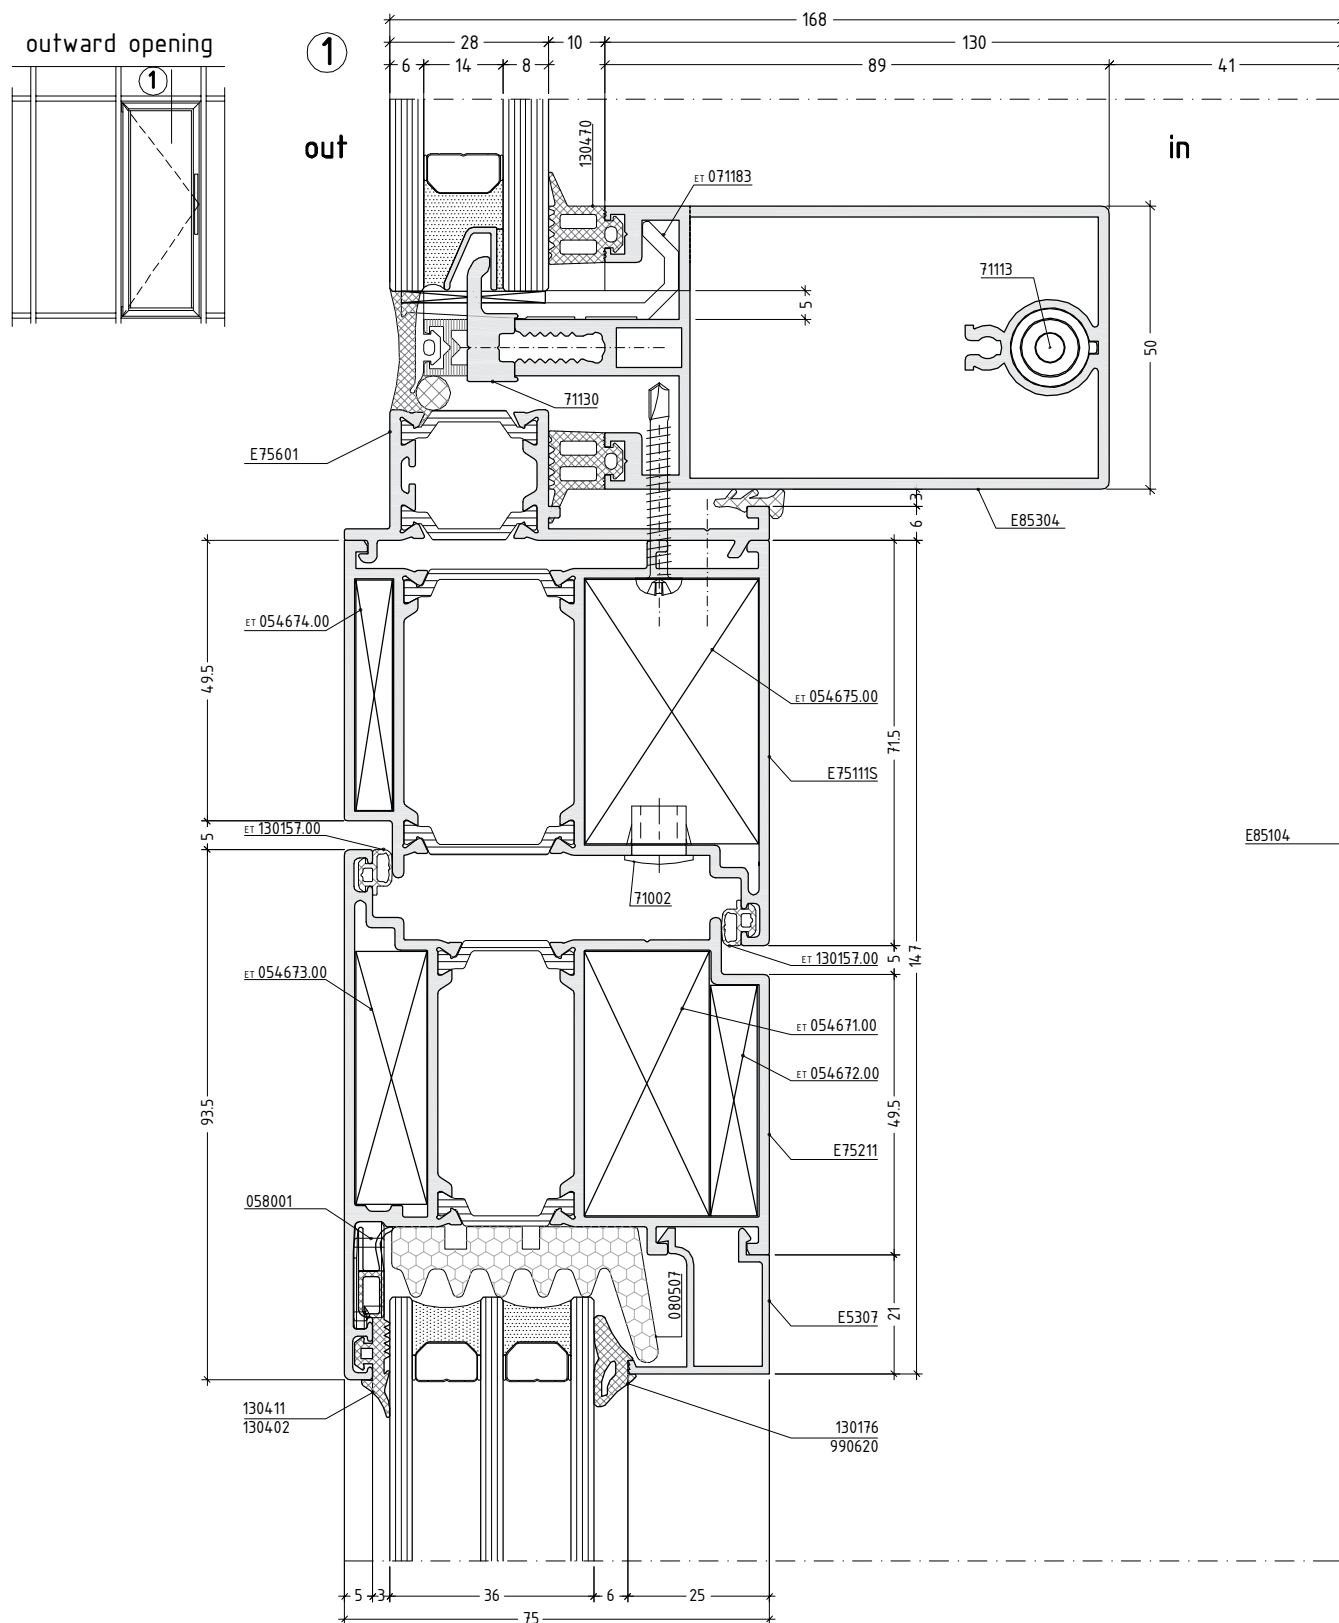 outward opening
1
1
168
28
10
130
6
14
8
89
41
out
in
130470
ET 071183
71113
5
50
71130
E75601
3
6
E85304
ET 054674.00
49.5
ET 054675.00
71.5
E75111S
5
ET 130157.00
E85104
71002
ET 130157.00
5
147
ET 054673.00
ET 054671.00
ET 054672.00
93.5
49.5
E75211
058001
080507
E5307
21
130411
130402
130176
990620
5
3
36
6
25
75